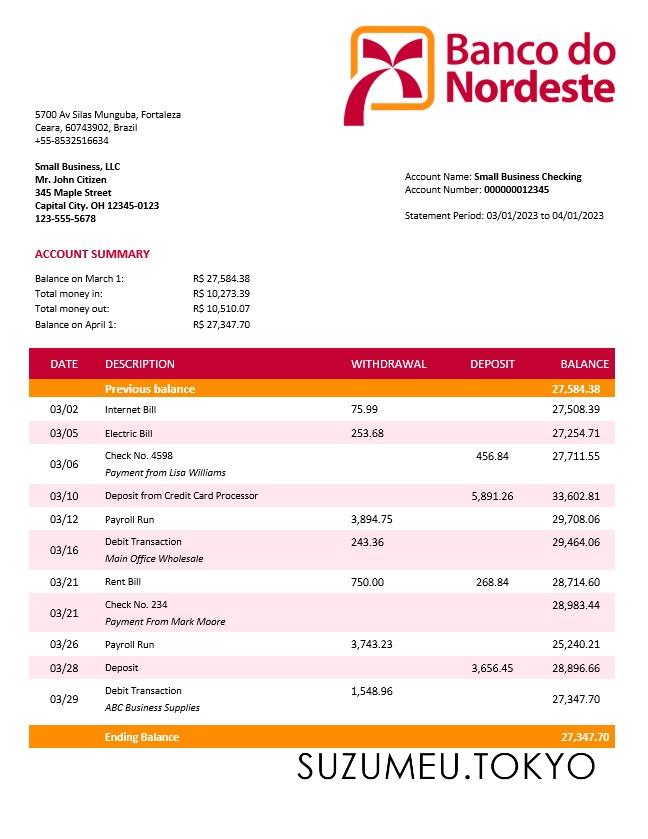 Banco do
Nordeste
5700 Av Silas Munguba, Fortaleza
Ceara, 60743902, Brazil
+55-8532516634
Small Business, LLC
Mr. John Citizen
345 Maple Street
Capital City. OH 12345-0123
123-555-5678
Account Name: Small Business Checking
Account Number: 000000012345
Statement Period: 03/01/2023 to 04/01/2023
ACCOUNT SUMMARY
Balance on March 1: R$ 27,584.38
Total money in: R$ 10,273.39
Total money out: R$ 10,510.07
Balance on April 1: R$ 27,347.70
DATE DESCRIPTION WITHDRAWAL DEPOSIT BALANCE
Previous balance 27,584.38
03/02 Internet Bill 75.99 27,508.39
03/05 Electric Bill 253.68 27,254.71
03/06 Check No. 4598 456.84 27,711.55
Payment from Lisa Williams
03/10 Deposit from Credit Card Processor 5,891.26 33,602.81
03/12 Payroll Run 3,894.75 29,708.06
03/16 Debit Transaction 243.36 29,464.06
Main Office Wholesale
03/21 Rent Bill 750.00 268.84 28,714.60
03/21 Check No. 234 28,983.44
Payment From Mark Moore
03/26 Payroll Run 3,743.23 25,240.21
03/28 Deposit 3,656.45 28,896.66
03/29 Debit Transaction 1,548.96 27,347.70
ABC Business Supplies
Ending Balance 27,347.70
SUZUMEU.TOKYO